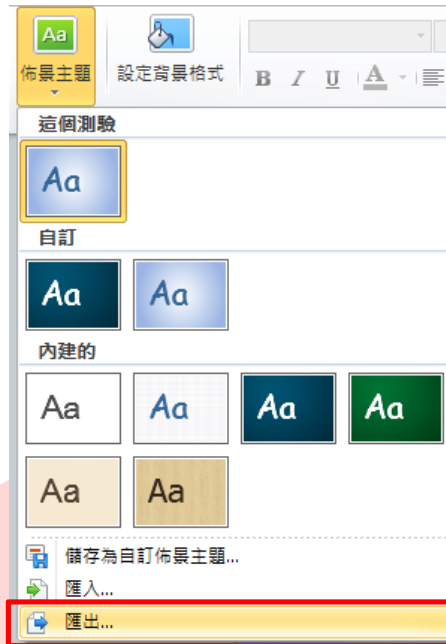 Aa
佈景主題
設定背景格式
B I U A
這個測驗
Aa
自訂
Aa Aa
內建的
Aa Aa Aa Aa
Aa Aa
儲存為自訂佈景主題...
匯入...
匯出...